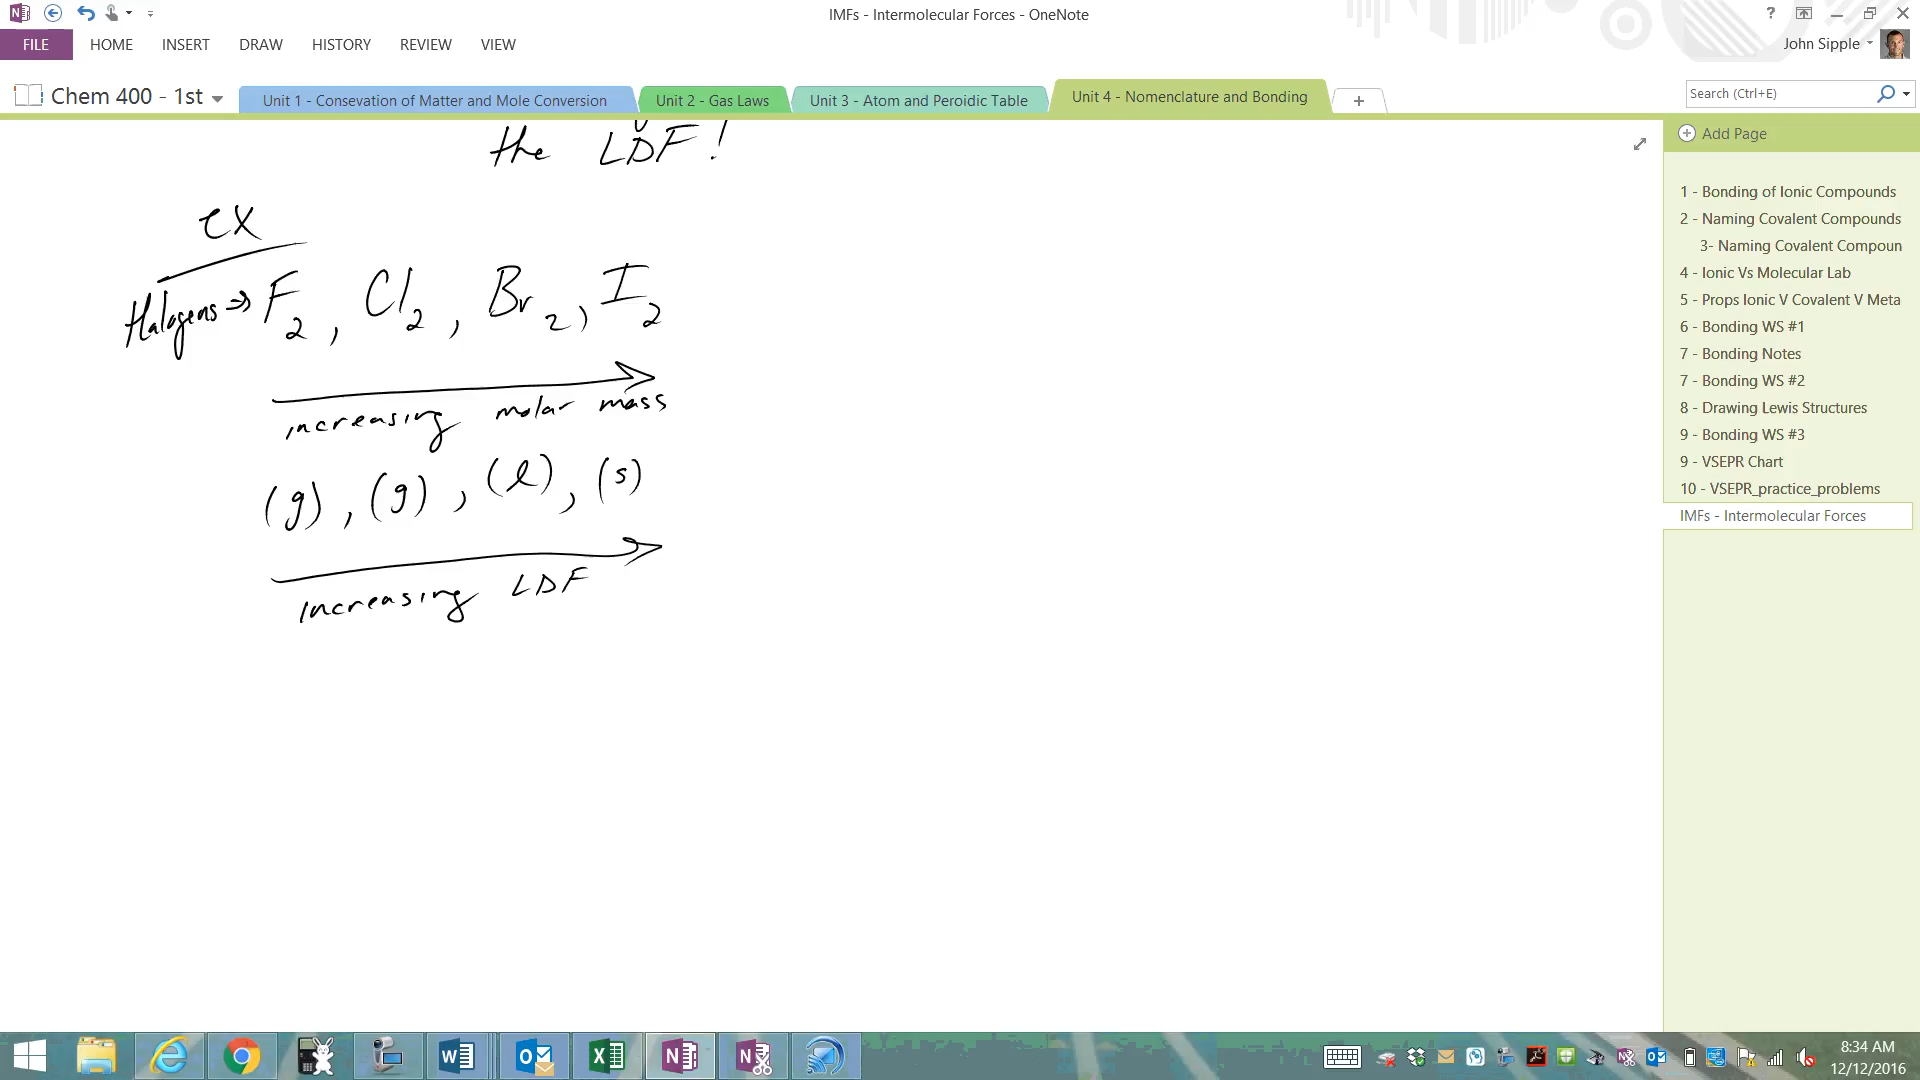 IMFs - Intermolecular Forces - OneNote
?
FILE HOME INSERT DRAW HISTORY REVIEW VIEW
John Sipple
Chem 400 - 1st
Unit 1 - Consevation of Matter and Mole Conversion
Unit 2 - Gas Laws
Unit 3 - Atom and Peroidic Table
Unit 4 - Nomenclature and Bonding
+
Search (Ctrl+E)
Add Page
1 - Bonding of Ionic Compounds
2 - Naming Covalent Compounds
3- Naming Covalent Compoun
4 - Ionic Vs Molecular Lab
5 - Props Ionic V Covalent V Meta
6 - Bonding WS #1
7 - Bonding Notes
7 - Bonding WS #2
8 - Drawing Lewis Structures
9 - Bonding WS #3
9 - VSEPR Chart
10 - VSEPR_practice_problems
IMFs - Intermolecular Forces
the LDF!
ex
Halogens → F₂, Cl₂, Br₂, I₂
increasing molar mass
(g), (g), (l), (s)
increasing LDF
8:34 AM
12/12/2016